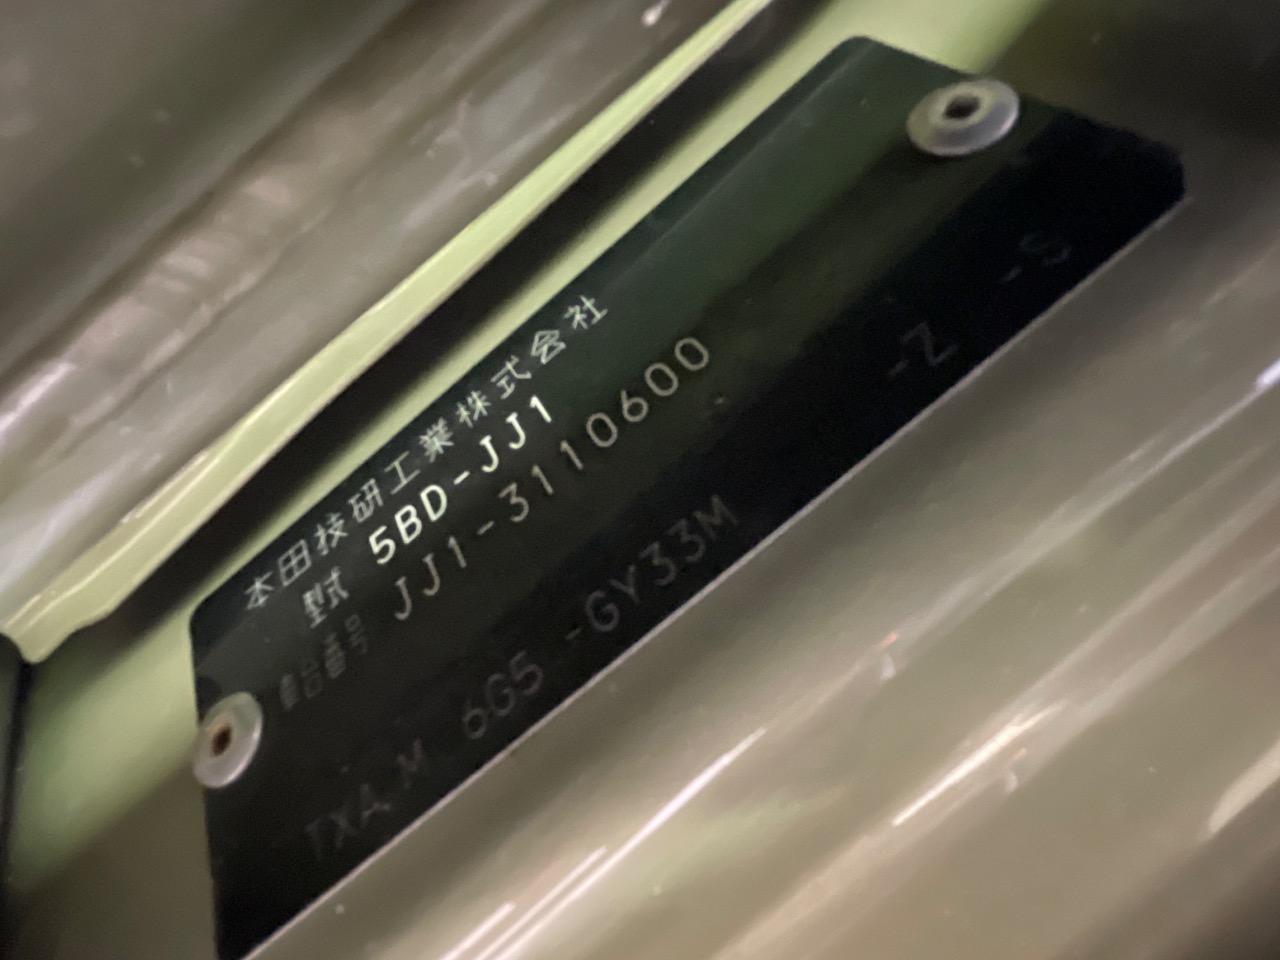 本田技研工業株式会社
型式 5BD-JJ1
車台番号 JJ1-3110600
TXA.M 6G5 -GY33M -Z -S